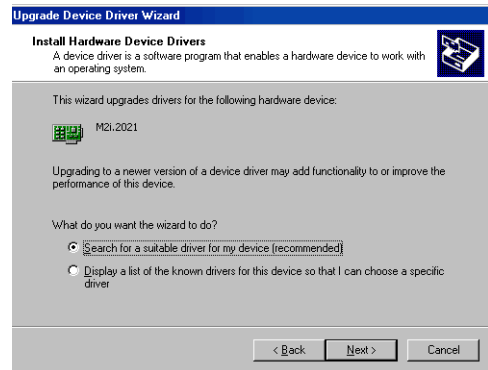 Upgrade Device Driver Wizard
Install Hardware Device Drivers
A device driver is a software program that enables a hardware device to work with
an operating system.
This wizard upgrades drivers for the following hardware device:
M2i.2021
Upgrading to a newer version of a device driver may add functionality to or improve the
performance of this device.
What do you want the wizard to do?
Search for a suitable driver for my device (recommended)
Display a list of the known drivers for this device so that I can choose a specific
driver
< Back Next > Cancel